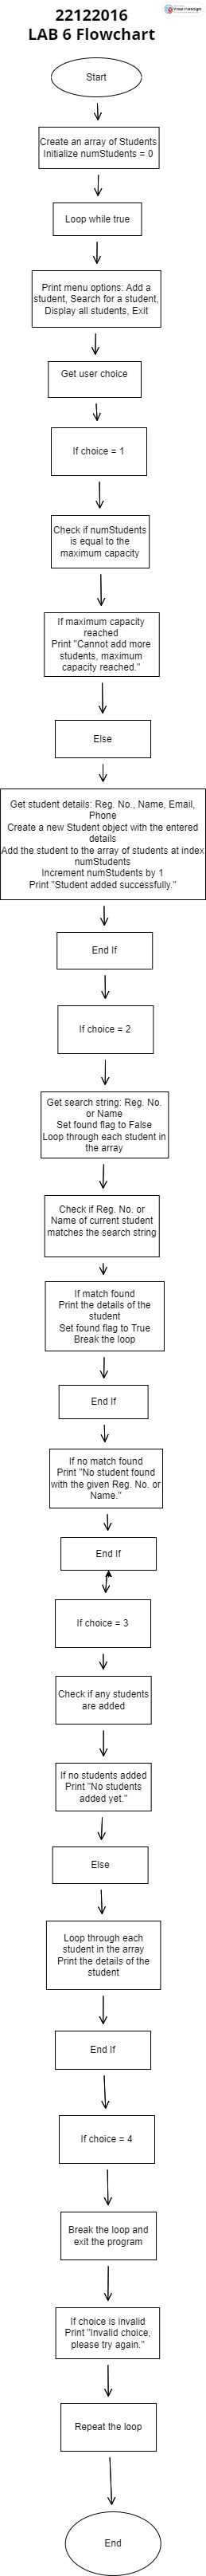 22122016
LAB 6 Flowchart
Visual Paradigm
Start
Create an array of Students
Initialize numStudents = 0
Loop while true
Print menu options: Add a
student, Search for a student,
Display all students, Exit
Get user choice
If choice = 1
Check if numStudents
is equal to the
maximum capacity
If maximum capacity
reached
Print "Cannot add more
students, maximum
capacity reached."
Else
Get student details: Reg. No., Name, Email,
Phone
Create a new Student object with the entered
details
Add the student to the array of students at index
numStudents
Increment numStudents by 1
Print "Student added successfully."
End If
If choice = 2
Get search string: Reg. No.
or Name
Set found flag to False
Loop through each student in
the array
Check if Reg. No. or
Name of current student
matches the search string
If match found
Print the details of the
student
Set found flag to True
Break the loop
End If
If no match found
Print "No student found
with the given Reg. No. or
Name."
End If
If choice = 3
Check if any students
are added
If no students added
Print "No students
added yet."
Else
Loop through each
student in the array
Print the details of the
student
End If
If choice = 4
Break the loop and
exit the program
If choice is invalid
Print "Invalid choice,
please try again."
Repeat the loop
End